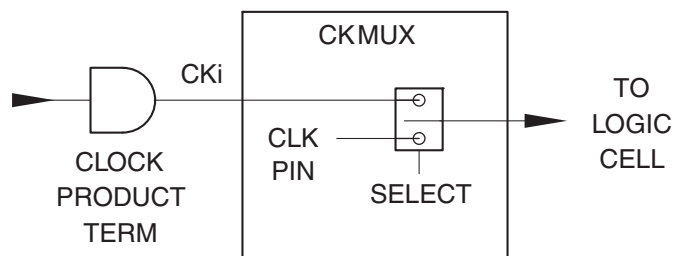 CKMUX
CKi
CLOCK
PRODUCT
TERM
CLK
PIN
SELECT
TO
LOGIC
CELL